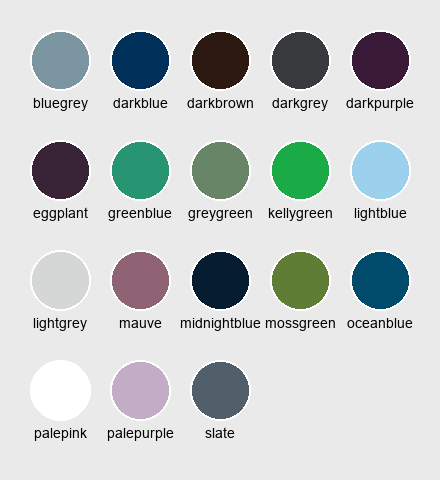 bluegrey darkblue darkbrown darkgrey darkpurple
eggplant greenblue greygreen kellygreen lightblue
lightgrey mauve midnightblue mossgreen oceanblue
palepink palepurple slate